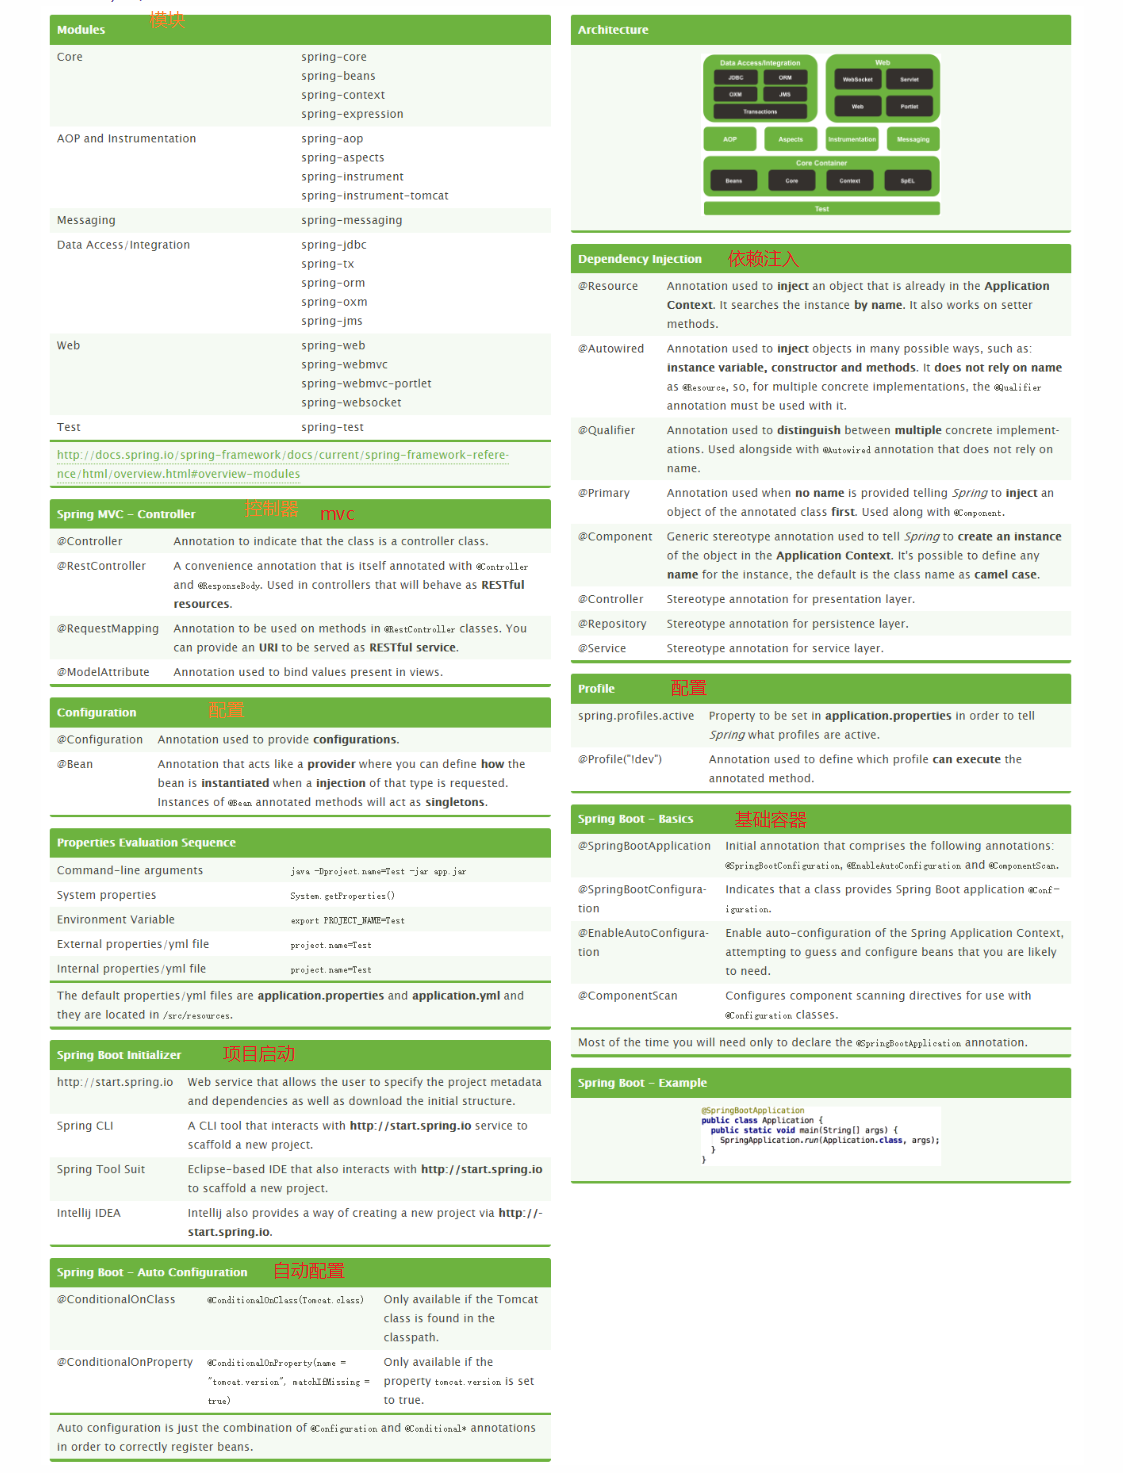 Modules 模块
Core spring-core
spring-beans
spring-context
spring-expression
AOP and Instrumentation spring-aop
spring-aspects
spring-instrument
spring-instrument-tomcat
Messaging spring-messaging
Data Access/Integration spring-jdbc
spring-tx
spring-orm
spring-oxm
spring-jms
Web spring-web
spring-webmvc
spring-webmvc-portlet
spring-websocket
Test spring-test
http://docs.spring.io/spring-framework/docs/current/spring-framework-refere-
nce/html/overview.html#overview-modules
Spring MVC - Controller 控制器 mvc
@Controller Annotation to indicate that the class is a controller class.
@RestController A convenience annotation that is itself annotated with @Controller
and @ResponseBody. Used in controllers that will behave as RESTful
resources.
@RequestMapping Annotation to be used on methods in @RestController classes. You
can provide an URI to be served as RESTful service.
@ModelAttribute Annotation used to bind values present in views.
Configuration 配置
@Configuration Annotation used to provide configurations.
@Bean Annotation that acts like a provider where you can define how the
bean is instantiated when a injection of that type is requested.
Instances of @Bean annotated methods will act as singletons.
Properties Evaluation Sequence
Command-line arguments java -Dproject.name=Test -jar app.jar
System properties System.getProperties()
Environment Variable export PROJECT_NAME=Test
External properties/yml file project.name=Test
Internal properties/yml file project.name=Test
The default properties/yml files are application.properties and application.yml and
they are located in /src/resources.
Spring Boot Initializer 项目启动
http://start.spring.io Web service that allows the user to specify the project metadata
and dependencies as well as download the initial structure.
Spring CLI A CLI tool that interacts with http://start.spring.io service to
scaffold a new project.
Spring Tool Suit Eclipse-based IDE that also interacts with http://start.spring.io
to scaffold a new project.
Intellij IDEA Intellij also provides a way of creating a new project via http://-
start.spring.io.
Spring Boot - Auto Configuration 自动配置
@ConditionalOnClass @ConditionalOnClass(Tomcat.class) Only available if the Tomcat
class is found in the
classpath.
@ConditionalOnProperty @ConditionalOnProperty(name = Only available if the
"tomcat.version", matchIfMissing = property tomcat.version is set
true) to true.
Auto configuration is just the combination of @Configuration and @Conditional* annotations
in order to correctly register beans.
Architecture
Data Access/Integration Web
JDBC ORM WebSocket Servlet
OXM JMS Web Portlet
Transactions
AOP Aspects Instrumentation Messaging
Core Container
Beans Core Context SpEL
Test
Dependency Injection 依赖注入
@Resource Annotation used to inject an object that is already in the Application
Context. It searches the instance by name. It also works on setter
methods.
@Autowired Annotation used to inject objects in many possible ways, such as:
instance variable, constructor and methods. It does not rely on name
as @Resource, so, for multiple concrete implementations, the @Qualifier
annotation must be used with it.
@Qualifier Annotation used to distinguish between multiple concrete implement-
ations. Used alongside with @Autowired annotation that does not rely on
name.
@Primary Annotation used when no name is provided telling Spring to inject an
object of the annotated class first. Used along with @Component.
@Component Generic stereotype annotation used to tell Spring to create an instance
of the object in the Application Context. It's possible to define any
name for the instance, the default is the class name as camel case.
@Controller Stereotype annotation for presentation layer.
@Repository Stereotype annotation for persistence layer.
@Service Stereotype annotation for service layer.
Profile 配置
spring.profiles.active Property to be set in application.properties in order to tell
Spring what profiles are active.
@Profile("!dev") Annotation used to define which profile can execute the
annotated method.
Spring Boot - Basics 基础容器
@SpringBootApplication Initial annotation that comprises the following annotations:
@SpringBootConfiguration, @EnableAutoConfiguration and @ComponentScan.
@SpringBootConfigura- Indicates that a class provides Spring Boot application @Conf-
tion iguration.
@EnableAutoConfigura- Enable auto-configuration of the Spring Application Context,
tion attempting to guess and configure beans that you are likely
to need.
@ComponentScan Configures component scanning directives for use with
@Configuration classes.
Most of the time you will need only to declare the @SpringBootApplication annotation.
Spring Boot - Example
@SpringBootApplication
public class Application {
public static void main(String[] args) {
SpringApplication.run(Application.class, args);
}
}